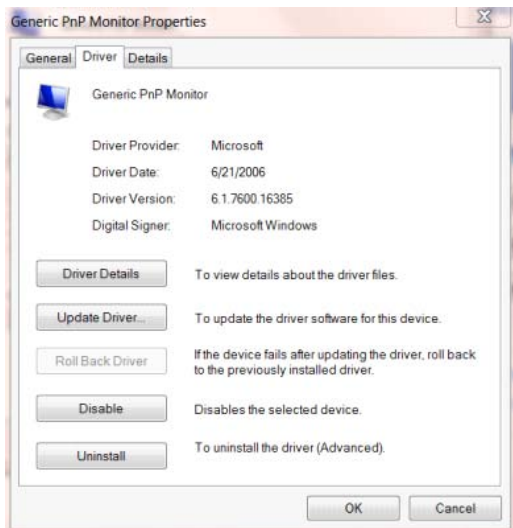 Generic PnP Monitor Properties
General Driver Details
Generic PnP Monitor
Driver Provider: Microsoft
Driver Date: 6/21/2006
Driver Version: 6.1.7600.16385
Digital Signer: Microsoft Windows
Driver Details To view details about the driver files.
Update Driver... To update the driver software for this device.
Roll Back Driver If the device fails after updating the driver, roll back
to the previously installed driver.
Disable Disables the selected device.
Uninstall To uninstall the driver (Advanced).
OK Cancel